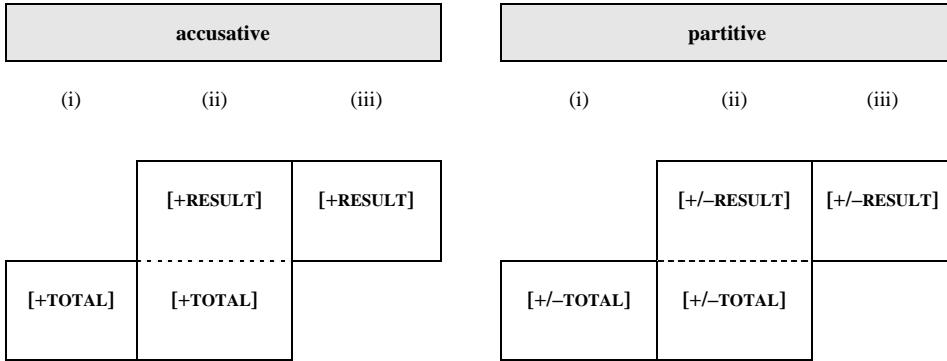 accusative partitive
(i) (ii) (iii) (i) (ii) (iii)
[+RESULT] [+RESULT] [+/–RESULT] [+/–RESULT]
[+TOTAL] [+TOTAL] [+/–TOTAL] [+/–TOTAL]